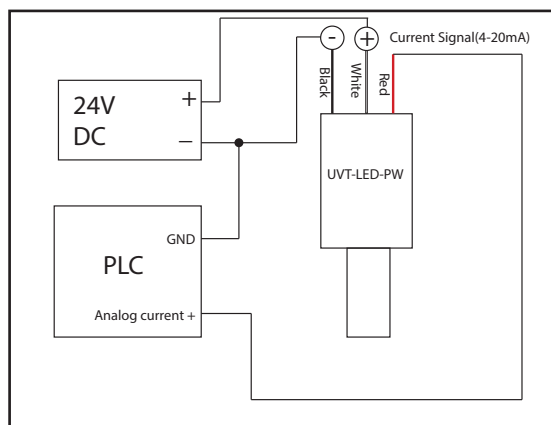 - + Current Signal(4-20mA)
Black
White
Red
24V
DC
+
−
UVT-LED-PW
GND
PLC
Analog current +